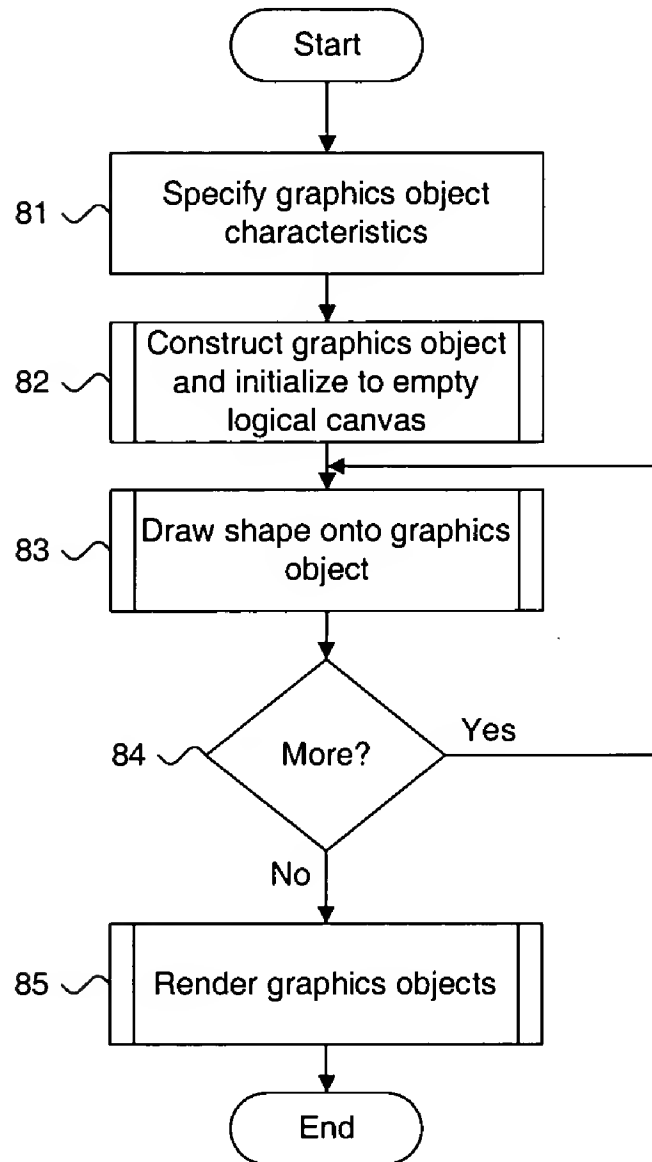 Start
81
Specify graphics object
characteristics
82
Construct graphics object
and initialize to empty
logical canvas
83
Draw shape onto graphics
object
84
More?
Yes
No
85
Render graphics objects
End